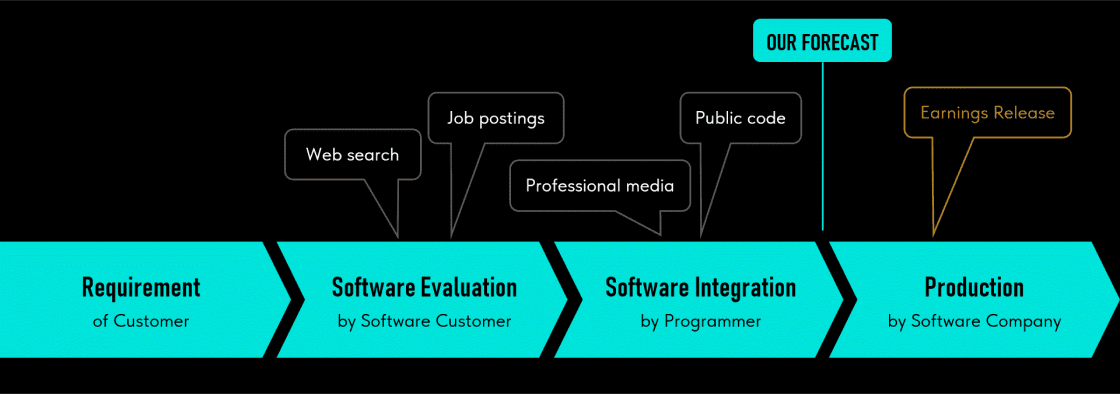 OUR FORECAST
Earnings Release
Job postings
Public code
Web search
Professional media
Requirement
of Customer
Software Evaluation
by Software Customer
Software Integration
by Programmer
Production
by Software Company